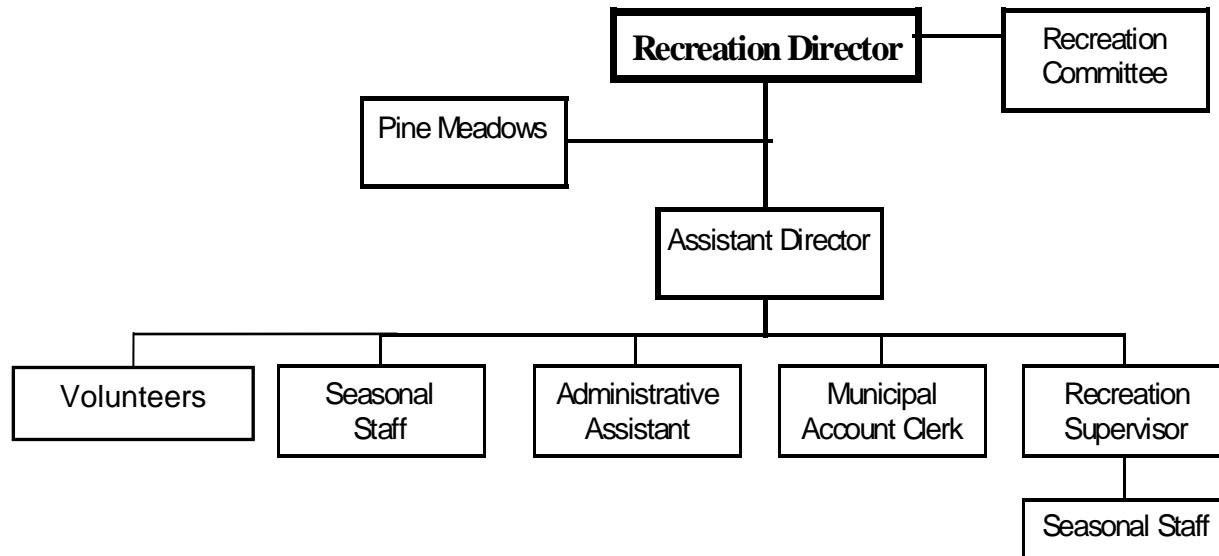 Recreation Director
Recreation
Committee
Pine Meadows
Assistant Director
Volunteers
Seasonal
Staff
Administrative
Assistant
Municipal
Account Clerk
Recreation
Supervisor
Seasonal Staff